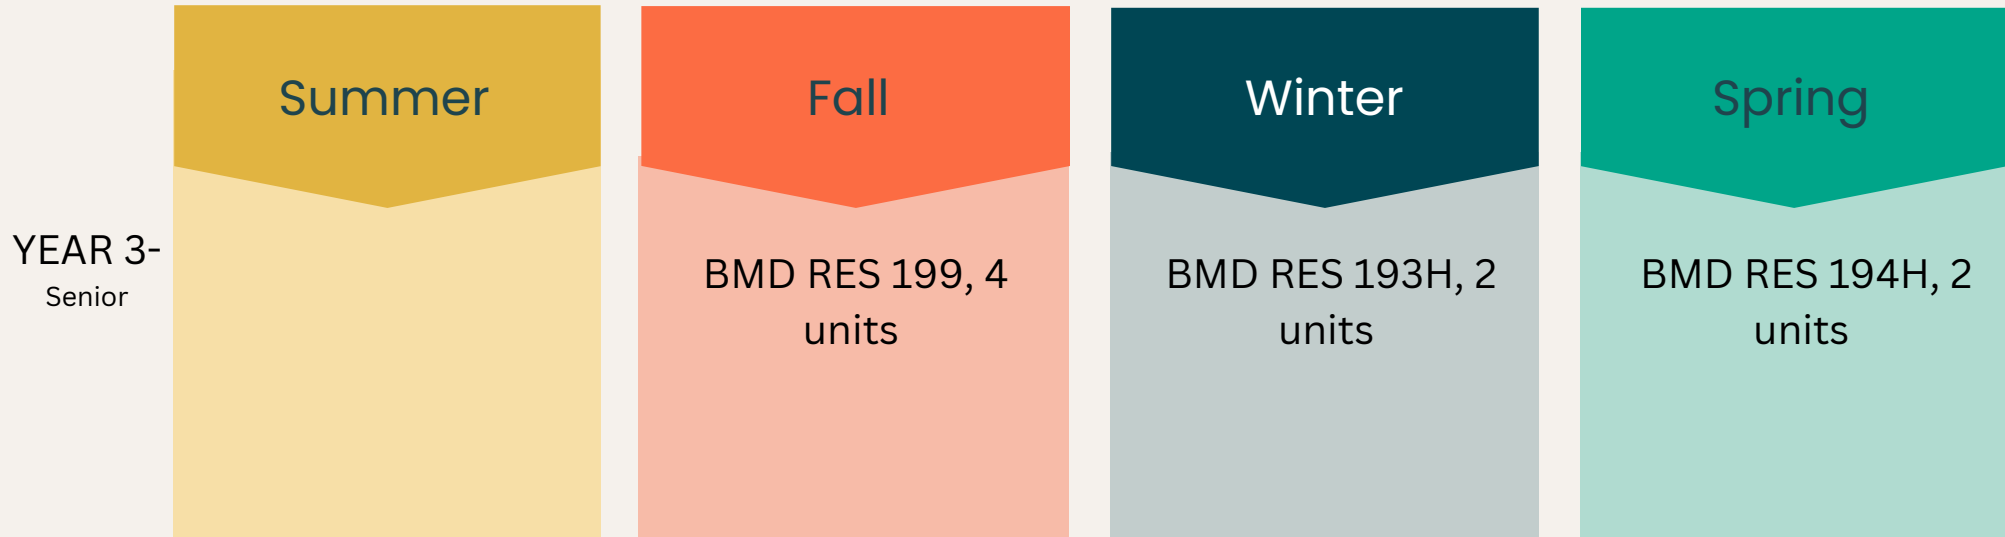 Summer
Fall
Winter
Spring
YEAR 3-
Senior
BMD RES 199, 4
units
BMD RES 193H, 2
units
BMD RES 194H, 2
units